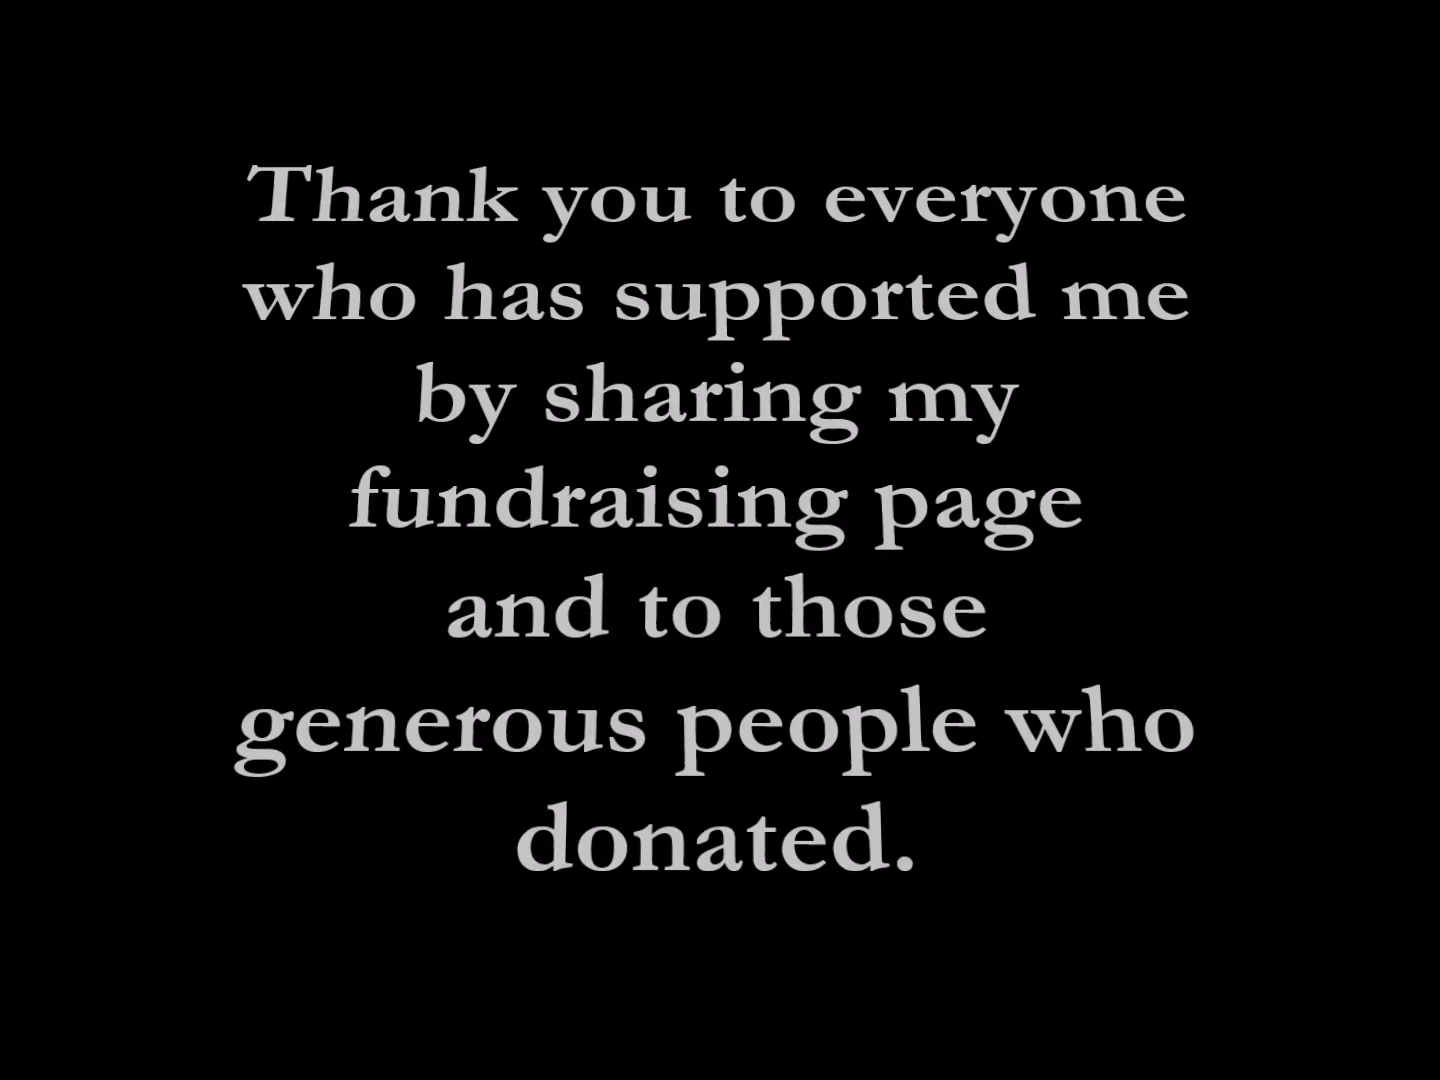 Thank you to everyone
who has supported me
by sharing my
fundraising page
and to those
generous people who
donated.